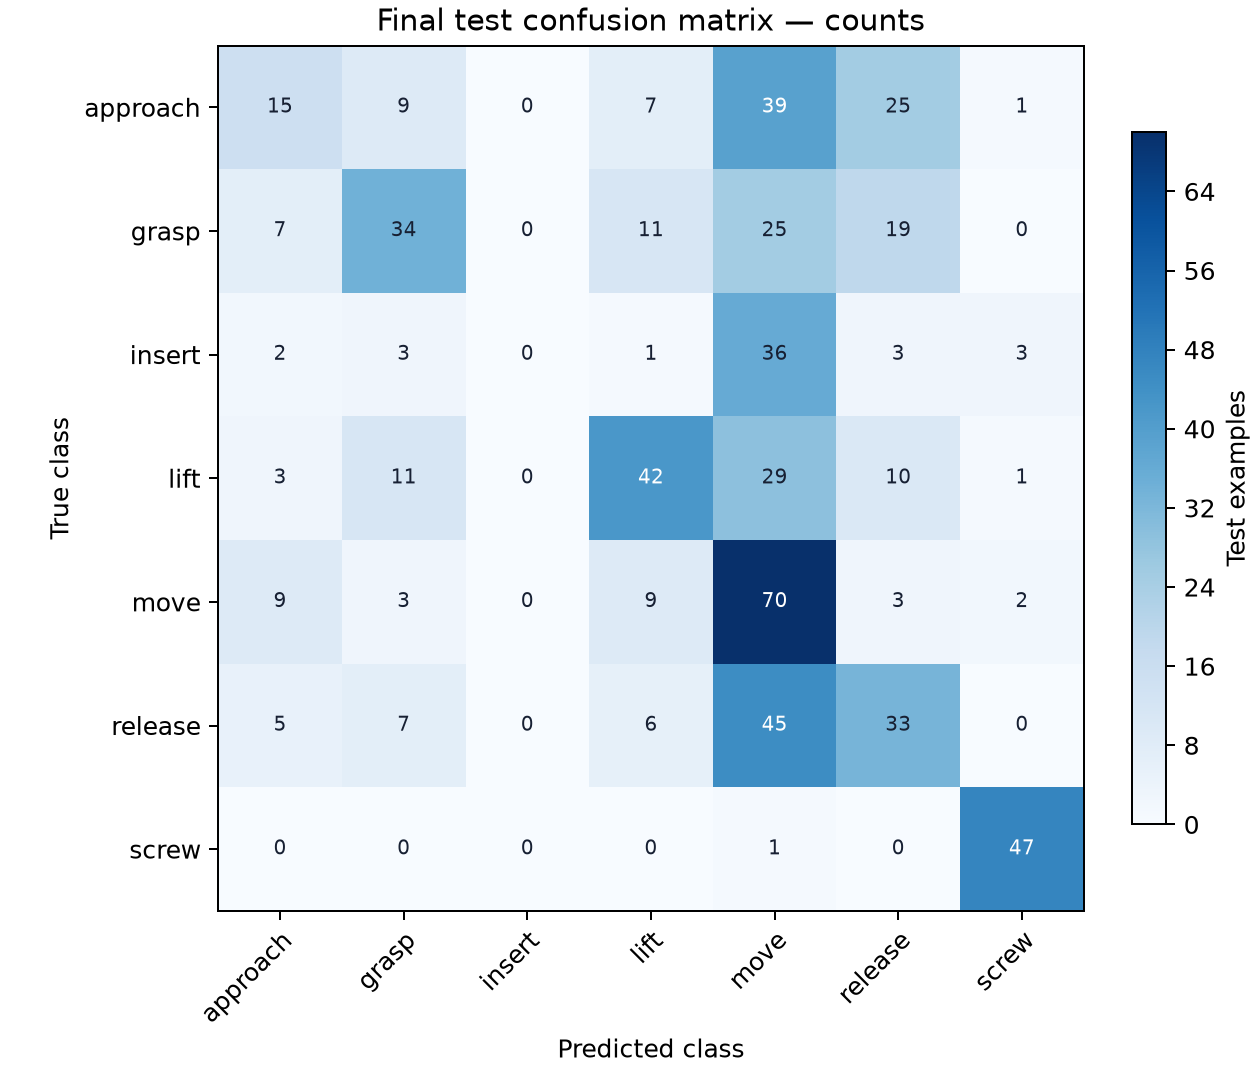 Final test confusion matrix — counts
approach 15 9 0 7 39 25 1
grasp 7 34 0 11 25 19 0
insert 2 3 0 1 36 3 3
lift 3 11 0 42 29 10 1
move 9 3 0 9 70 3 2
release 5 7 0 6 45 33 0
screw 0 0 0 0 1 0 47
True class
approach grasp insert lift move release screw
Predicted class
64
56
48
40
32
24
16
8
0
Test examples